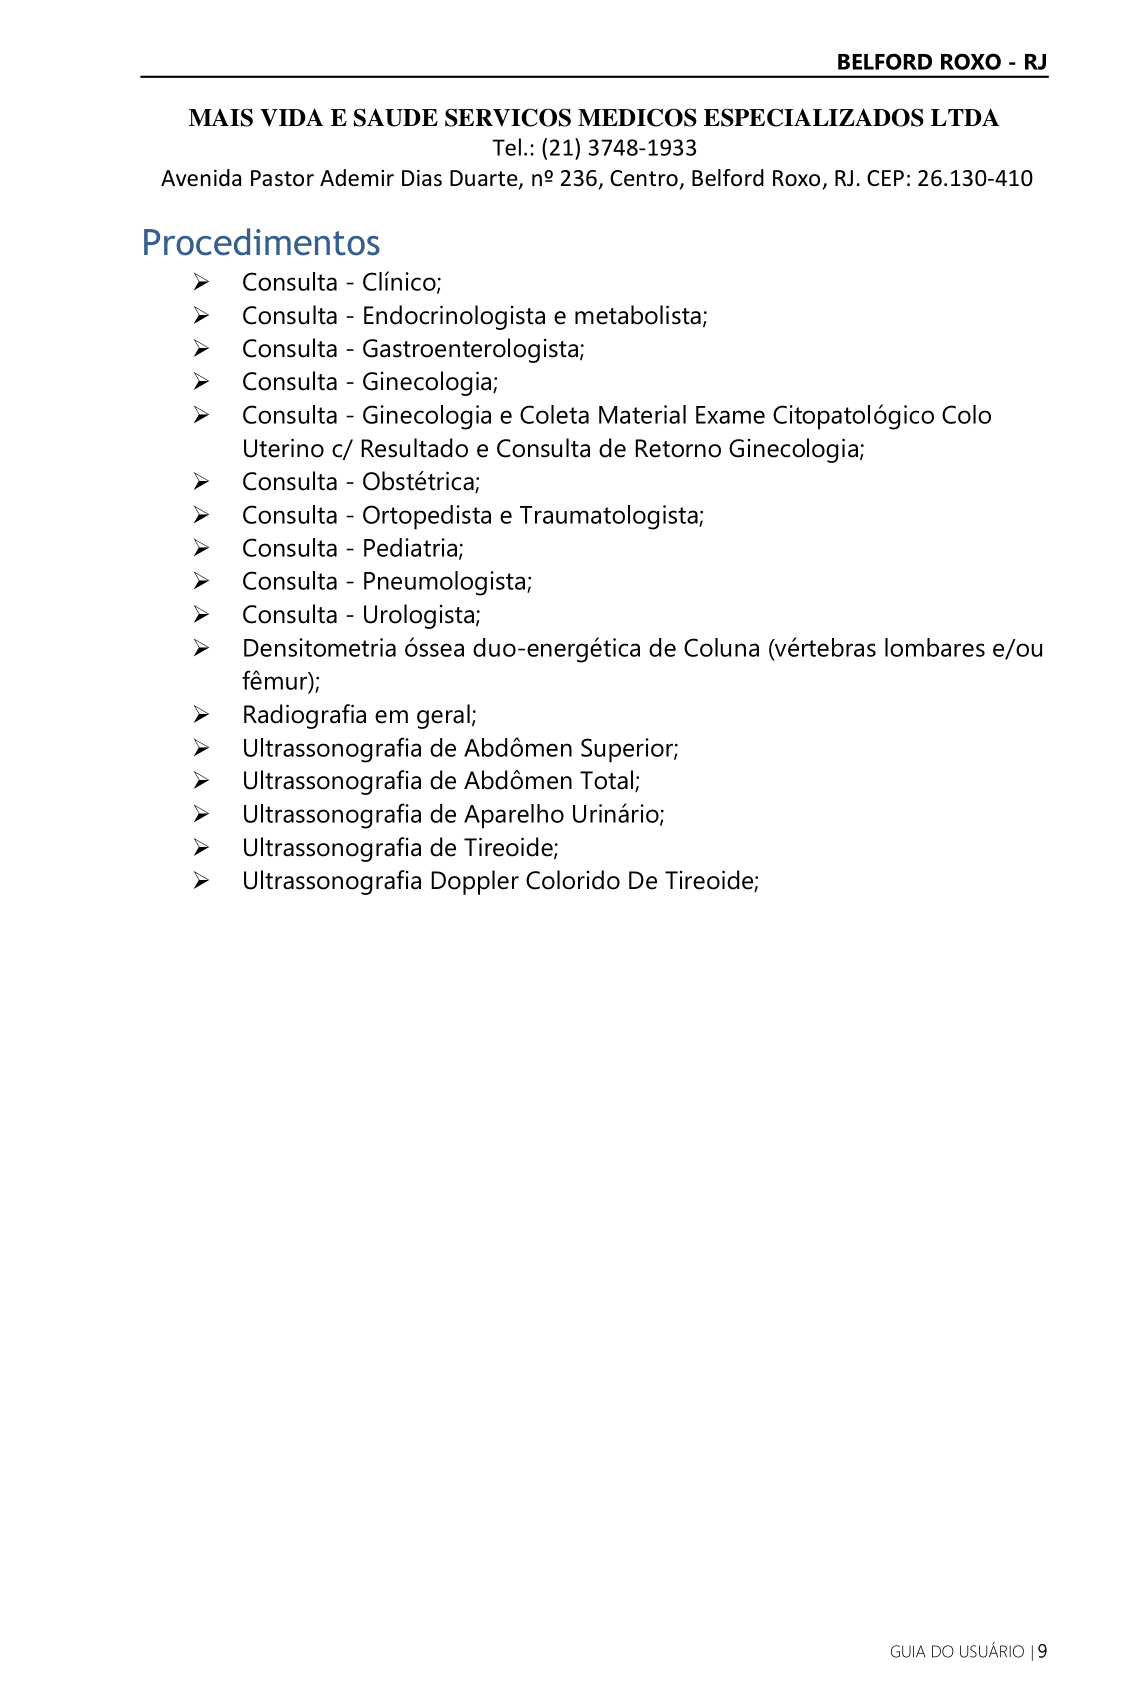 BELFORD ROXO - RJ
MAIS VIDA E SAUDE SERVICOS MEDICOS ESPECIALIZADOS LTDA
Tel.: (21) 3748-1933
Avenida Pastor Ademir Dias Duarte, nº 236, Centro, Belford Roxo, RJ. CEP: 26.130-410
Procedimentos
➢ Consulta - Clínico;
➢ Consulta - Endocrinologista e metabolista;
➢ Consulta - Gastroenterologista;
➢ Consulta - Ginecologia;
➢ Consulta - Ginecologia e Coleta Material Exame Citopatológico Colo
Uterino c/ Resultado e Consulta de Retorno Ginecologia;
➢ Consulta - Obstétrica;
➢ Consulta - Ortopedista e Traumatologista;
➢ Consulta - Pediatria;
➢ Consulta - Pneumologista;
➢ Consulta - Urologista;
➢ Densitometria óssea duo-energética de Coluna (vértebras lombares e/ou
fêmur);
➢ Radiografia em geral;
➢ Ultrassonografia de Abdômen Superior;
➢ Ultrassonografia de Abdômen Total;
➢ Ultrassonografia de Aparelho Urinário;
➢ Ultrassonografia de Tireoide;
➢ Ultrassonografia Doppler Colorido De Tireoide;
GUIA DO USUÁRIO | 9